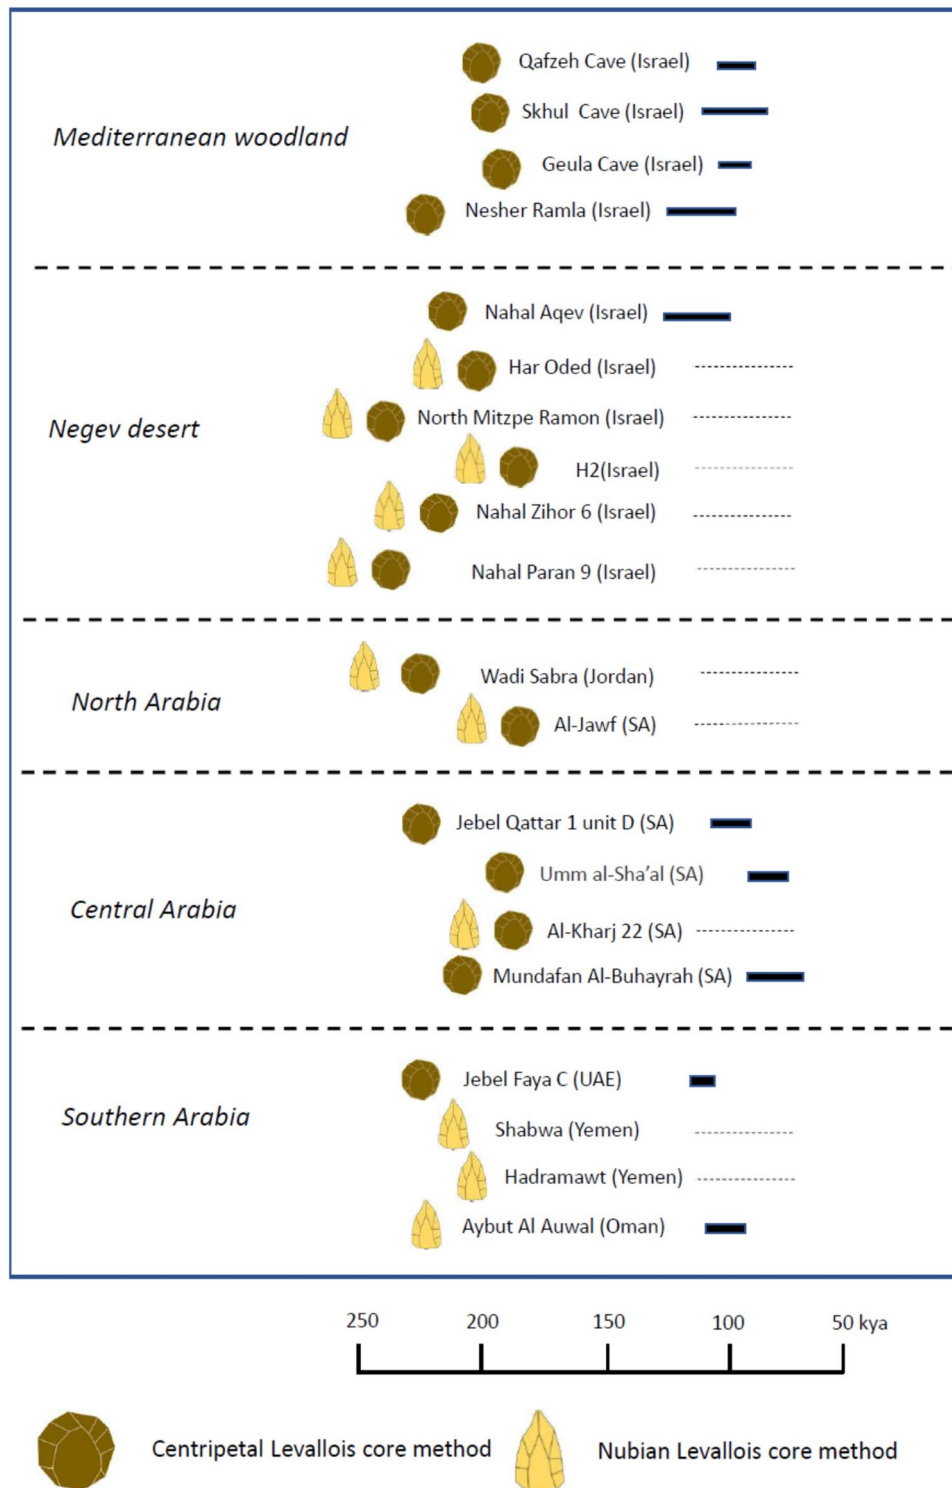 Qafzeh Cave (Israel)
Skhul Cave (Israel)
Mediterranean woodland
Geula Cave (Israel)
Nesher Ramla (Israel)
Nahal Aqev (Israel)
Har Oded (Israel)
North Mitzpe Ramon (Israel)
Negev desert
H2(Israel)
Nahal Zihor 6 (Israel)
Nahal Paran 9 (Israel)
Wadi Sabra (Jordan)
North Arabia
Al-Jawf (SA)
Jebel Qattar 1 unit D (SA)
Umm al-Sha'al (SA)
Central Arabia
Al-Kharj 22 (SA)
Mundafan Al-Buhayrah (SA)
Jebel Faya C (UAE)
Southern Arabia
Shabwa (Yemen)
Hadramawt (Yemen)
Aybut Al Auwal (Oman)
250 200 150 100 50 kya
Centripetal Levallois core method Nubian Levallois core method